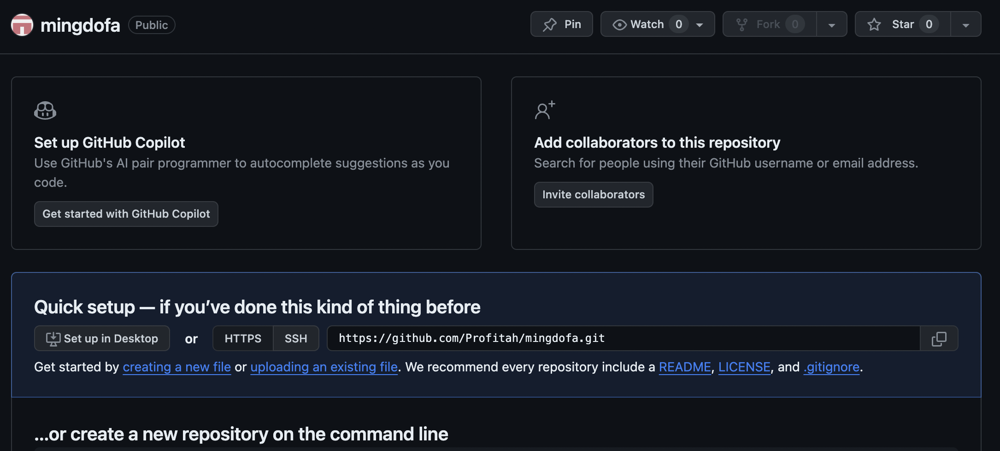 mingdofa Public
Pin
Watch 0
Fork 0
Star 0
Set up GitHub Copilot
Use GitHub's AI pair programmer to autocomplete suggestions as you
code.
Get started with GitHub Copilot
Add collaborators to this repository
Search for people using their GitHub username or email address.
Invite collaborators
Quick setup — if you’ve done this kind of thing before
Set up in Desktop or HTTPS SSH https://github.com/Profitah/mingdofa.git
Get started by creating a new file or uploading an existing file. We recommend every repository include a README, LICENSE, and .gitignore.
…or create a new repository on the command line